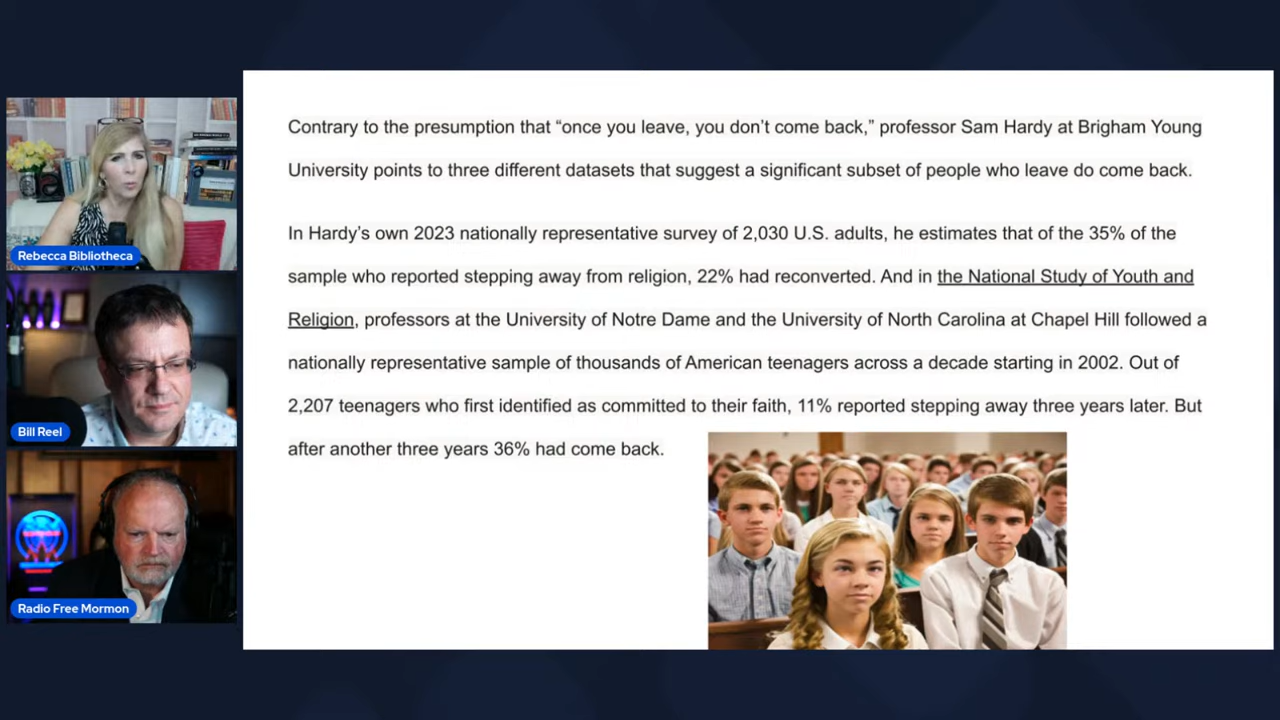 Contrary to the presumption that “once you leave, you don’t come back,” professor Sam Hardy at Brigham Young
University points to three different datasets that suggest a significant subset of people who leave do come back.
In Hardy’s own 2023 nationally representative survey of 2,030 U.S. adults, he estimates that of the 35% of the
sample who reported stepping away from religion, 22% had reconverted. And in the National Study of Youth and
Religion, professors at the University of Notre Dame and the University of North Carolina at Chapel Hill followed a
nationally representative sample of thousands of American teenagers across a decade starting in 2002. Out of
2,207 teenagers who first identified as committed to their faith, 11% reported stepping away three years later. But
after another three years 36% had come back.
Rebecca Bibliotheca
Bill Reel
Radio Free Mormon